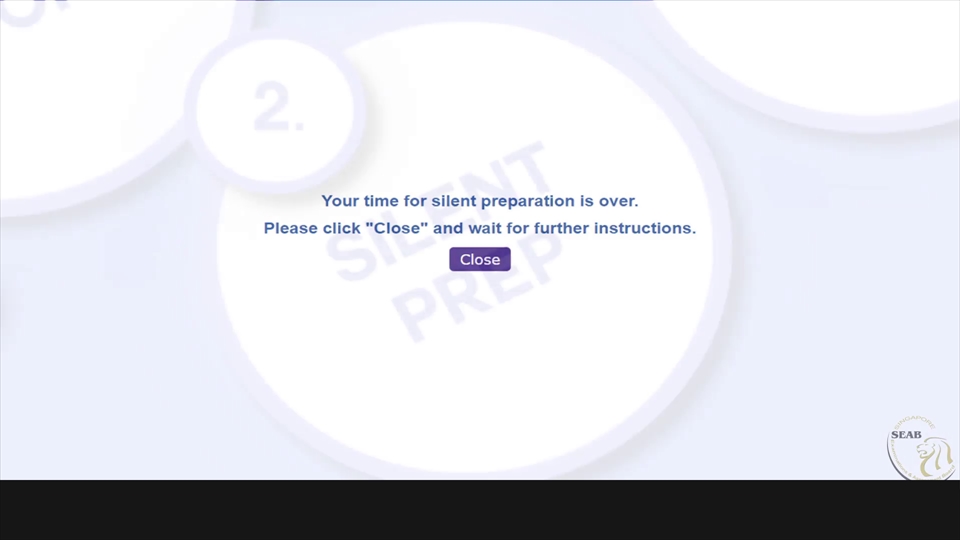 2.
SILENT
PREP
Your time for silent preparation is over.
Please click "Close" and wait for further instructions.
Close
SINGAPORE
SEAB